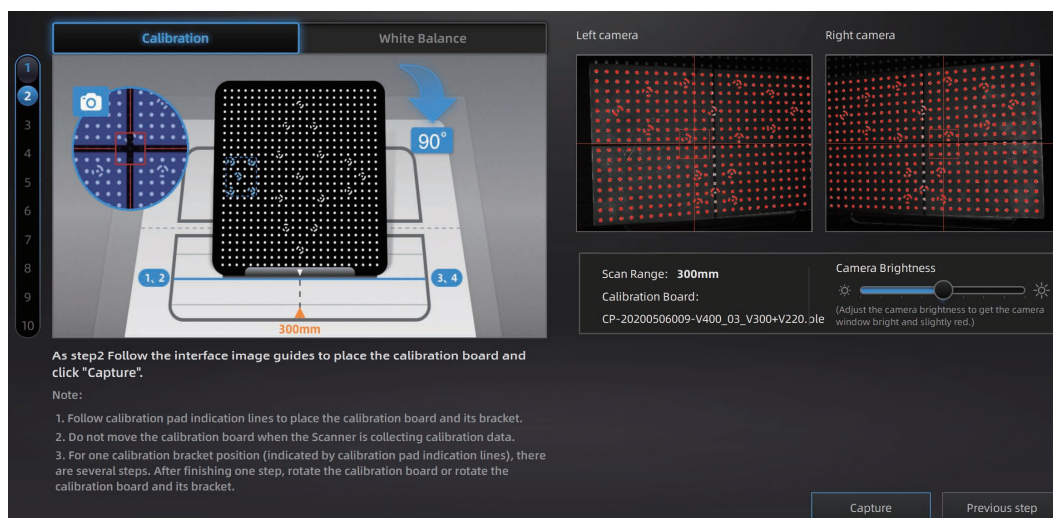 Calibration
White Balance
Left camera
Right camera
1
2
3
4
5
6
7
8
9
10
90°
1、2
3、4
300mm
Scan Range: 300mm
Calibration Board:
CP-20200506009-V400_03_V300+V220.ple
Camera Brightness
(Adjust the camera brightness to get the camera
window bright and slightly red.)
As step2 Follow the interface image guides to place the calibration board and
click "Capture".
Note:
1. Follow calibration pad indication lines to place the calibration board and its bracket.
2. Do not move the calibration board when the Scanner is collecting calibration data.
3. For one calibration bracket position (indicated by calibration pad indication lines), there
are several steps. After finishing one step, rotate the calibration board or rotate the
calibration board and its bracket.
Capture
Previous step